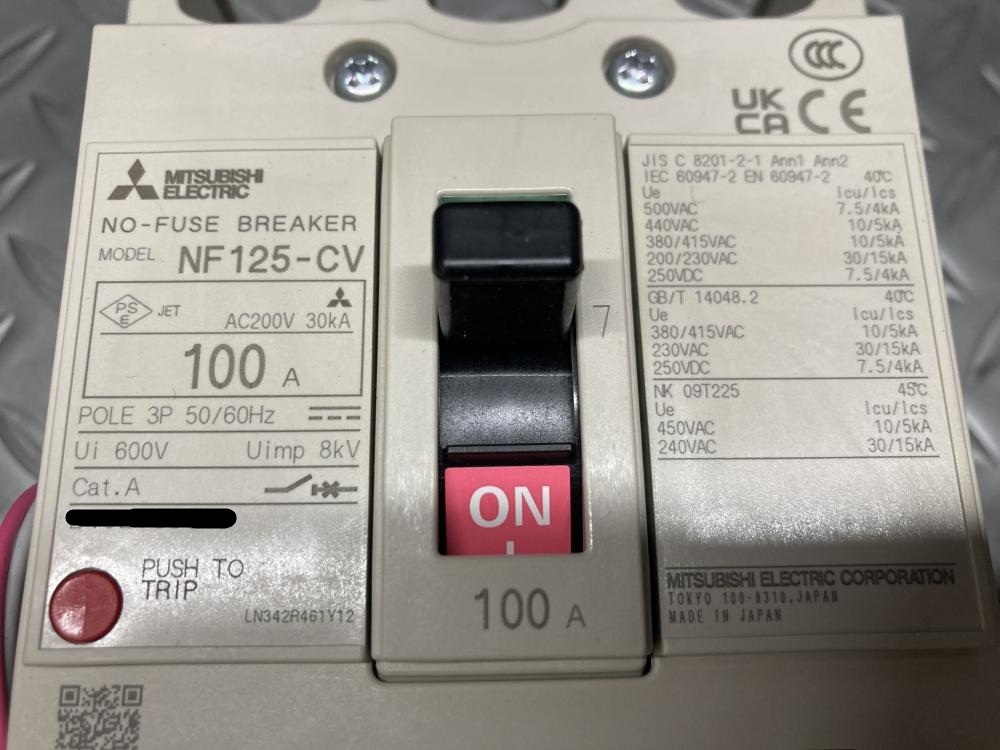 CCC
UK
CA CE
MITSUBISHI
ELECTRIC
NO-FUSE BREAKER
MODEL NF125-CV
PS
E JET
AC200V 30kA
100 A
POLE 3P 50/60Hz
Ui 600V Uimp 8kV
Cat.A
PUSH TO
TRIP
LN342R461Y12
7
ON
100 A
JIS C 8201-2-1 Ann1 Ann2
IEC 60947-2 EN 60947-2 40℃
Ue Icu/Ics
500VAC 7.5/4kA
440VAC 10/5kA
380/415VAC 10/5kA
200/230VAC 30/15kA
250VDC 7.5/4kA
GB/T 14048.2 40℃
Ue Icu/Ics
380/415VAC 10/5kA
230VAC 30/15kA
250VDC 7.5/4kA
NK 09T225 45℃
Ue Icu/Ics
450VAC 10/5kA
240VAC 30/15kA
MITSUBISHI ELECTRIC CORPORATION
TOKYO 100-8310,JAPAN
MADE IN JAPAN